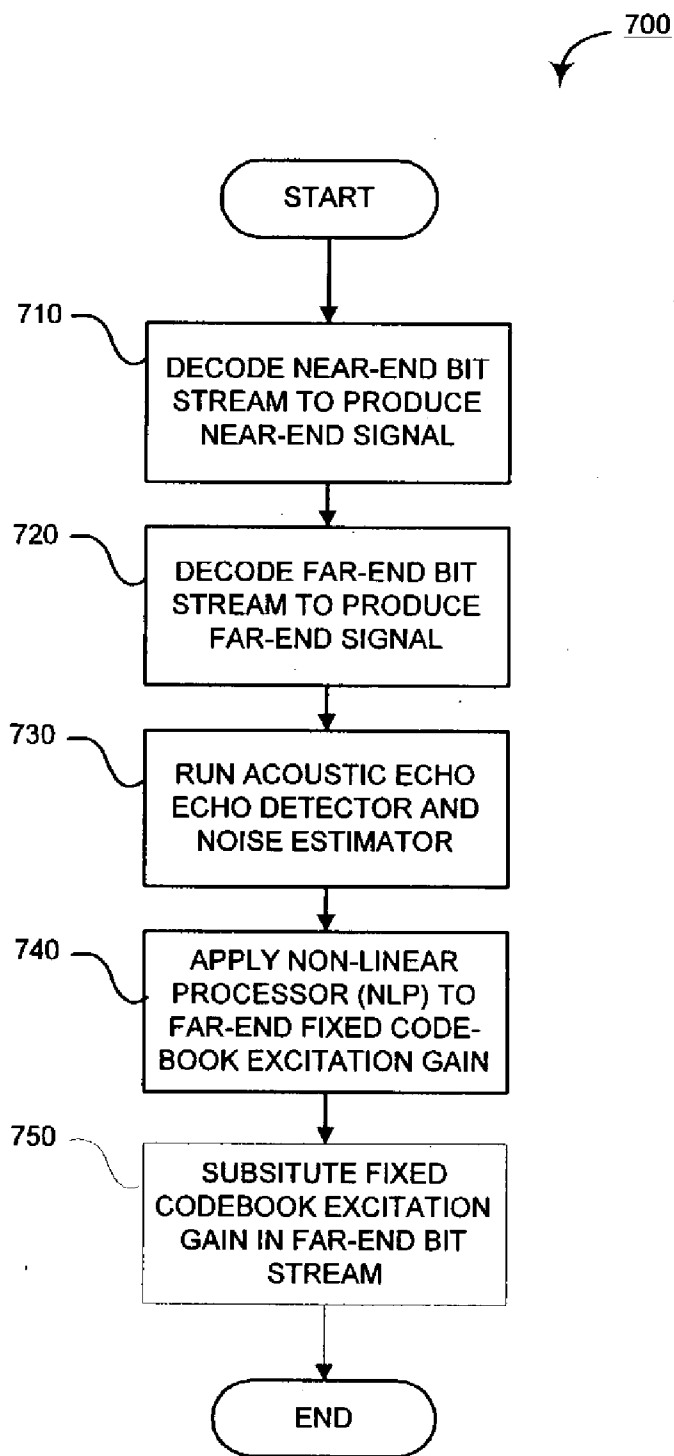 700
START
710
DECODE NEAR-END BIT
STREAM TO PRODUCE
NEAR-END SIGNAL
720
DECODE FAR-END BIT
STREAM TO PRODUCE
FAR-END SIGNAL
730
RUN ACOUSTIC ECHO
ECHO DETECTOR AND
NOISE ESTIMATOR
740
APPLY NON-LINEAR
PROCESSOR (NLP) TO
FAR-END FIXED CODE-
BOOK EXCITATION GAIN
750
SUBSITUTE FIXED
CODEBOOK EXCITATION
GAIN IN FAR-END BIT
STREAM
END